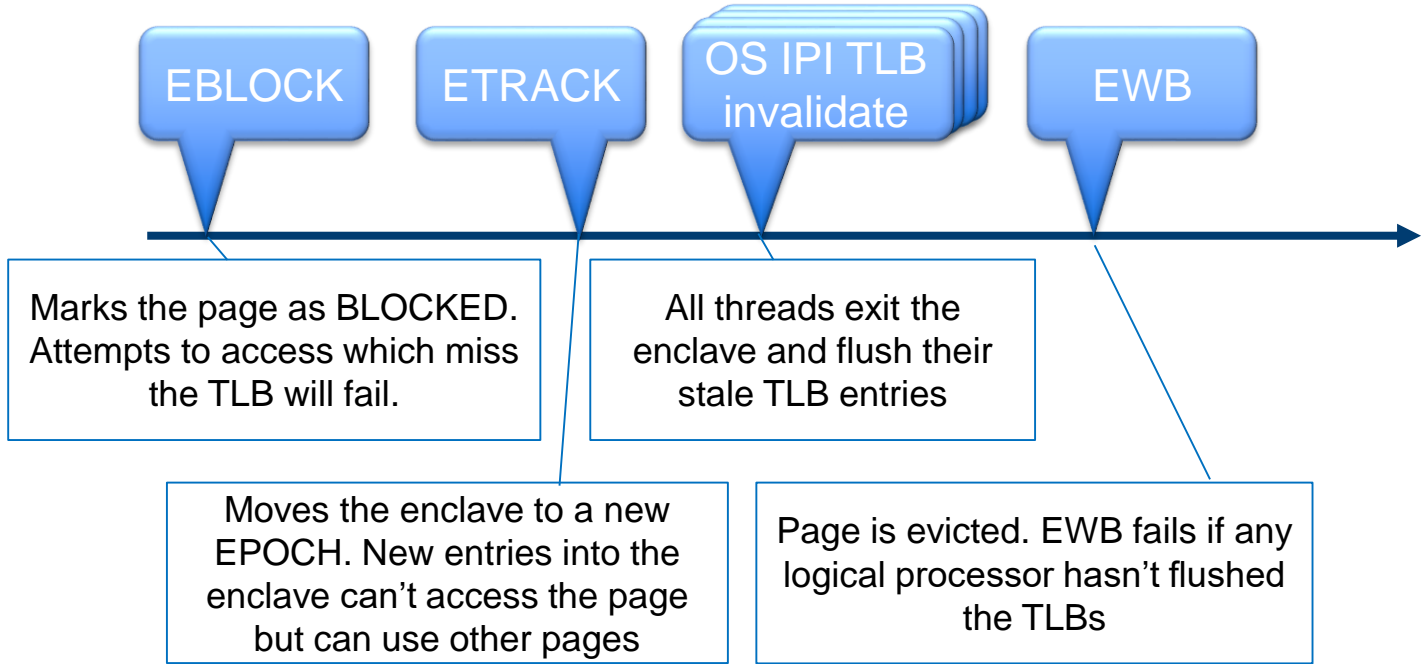 EBLOCK
ETRACK
OS IPI TLB
invalidate
EWB
Marks the page as BLOCKED.
Attempts to access which miss
the TLB will fail.
All threads exit the
enclave and flush their
stale TLB entries
Moves the enclave to a new
EPOCH. New entries into the
enclave can’t access the page
but can use other pages
Page is evicted. EWB fails if any
logical processor hasn’t flushed
the TLBs